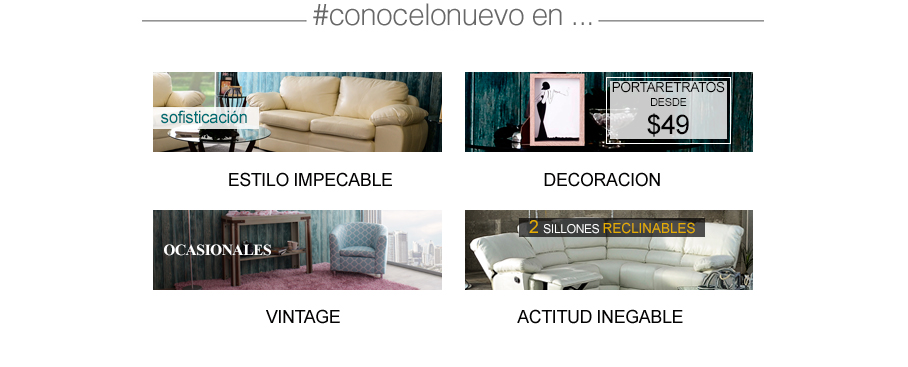 #conocelonuevo en ...
sofisticación
PORTARETRATOS
DESDE
$49
ESTILO IMPECABLE
DECORACION
OCASIONALES
2 SILLONES RECLINABLES
VINTAGE
ACTITUD INEGABLE